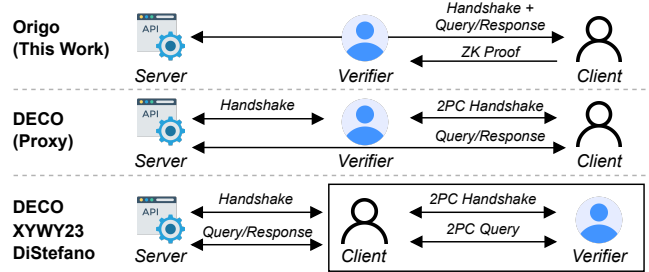 Origo
(This Work)
API
Server
Verifier
Handshake +
Query/Response
ZK Proof
Client
DECO
(Proxy)
API
Server
Handshake
Verifier
2PC Handshake
Query/Response
Client
DECO
XYWY23
DiStefano
API
Server
Handshake
Query/Response
Client
2PC Handshake
2PC Query
Verifier